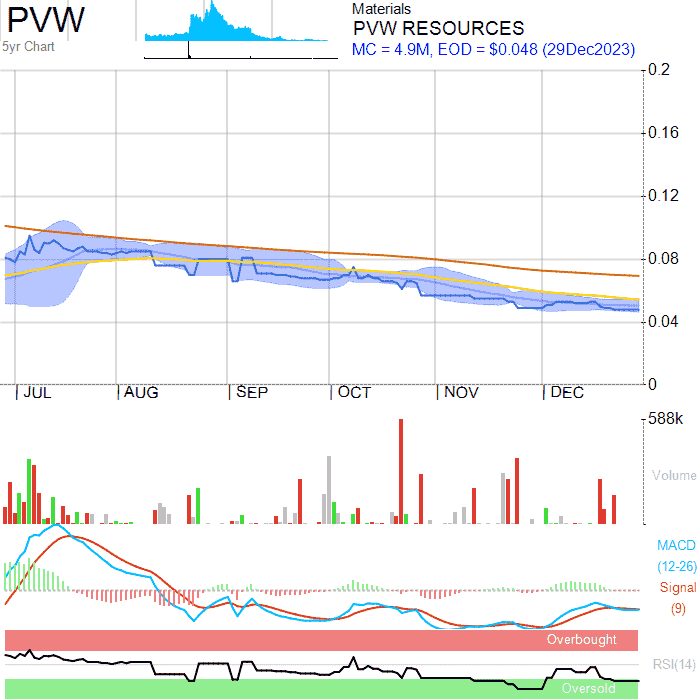 PVW
5yr Chart
Materials
PVW RESOURCES
MC = 4.9M, EOD = $0.048 (29Dec2023)
0.2
0.16
0.12
0.08
0.04
0
JUL AUG SEP OCT NOV DEC
588k
Volume
MACD
(12-26)
Signal
(9)
Overbought
RSI(14)
Oversold